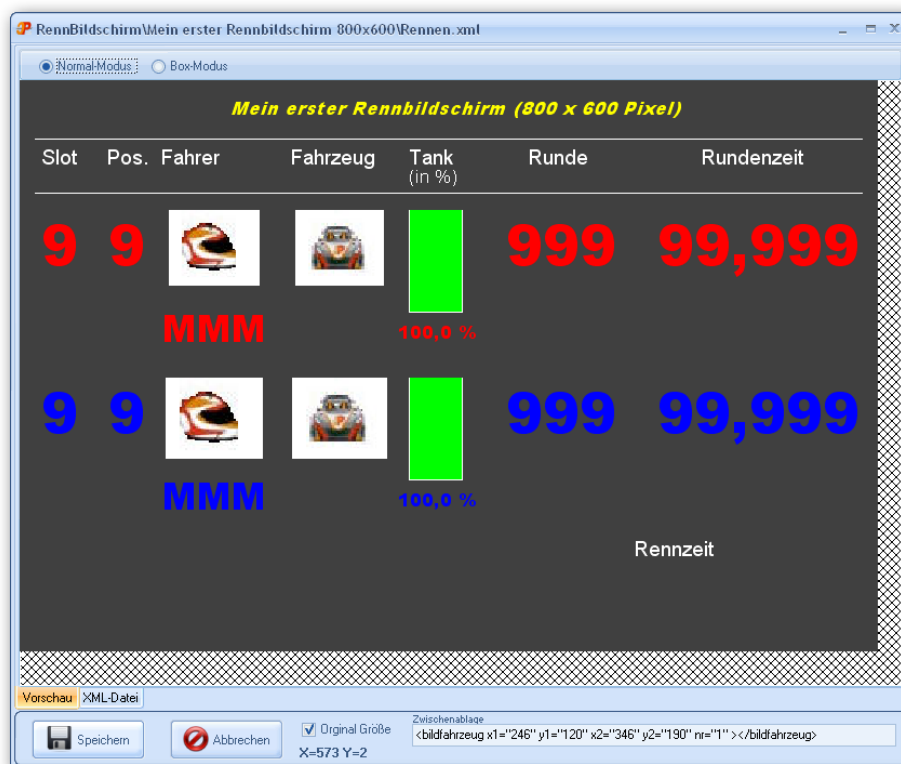 RennBildschirm\Mein erster Rennbildschirm 800x600\Rennen.xml
Normal-Modus Box-Modus
Mein erster Rennbildschirm (800 x 600 Pixel)
Slot Pos. Fahrer Fahrzeug Tank Runde Rundenzeit
(in %)
9 9 999 99,999
MMM 100,0 %
9 9 999 99,999
MMM 100,0 %
Rennzeit
Vorschau XML-Datei
Speichern Abbrechen Orginal Größe
X=573 Y=2
Zwischenablage
<bildfahrzeug x1="246" y1="120" x2="346" y2="190" nr="1" ></bildfahrzeug>